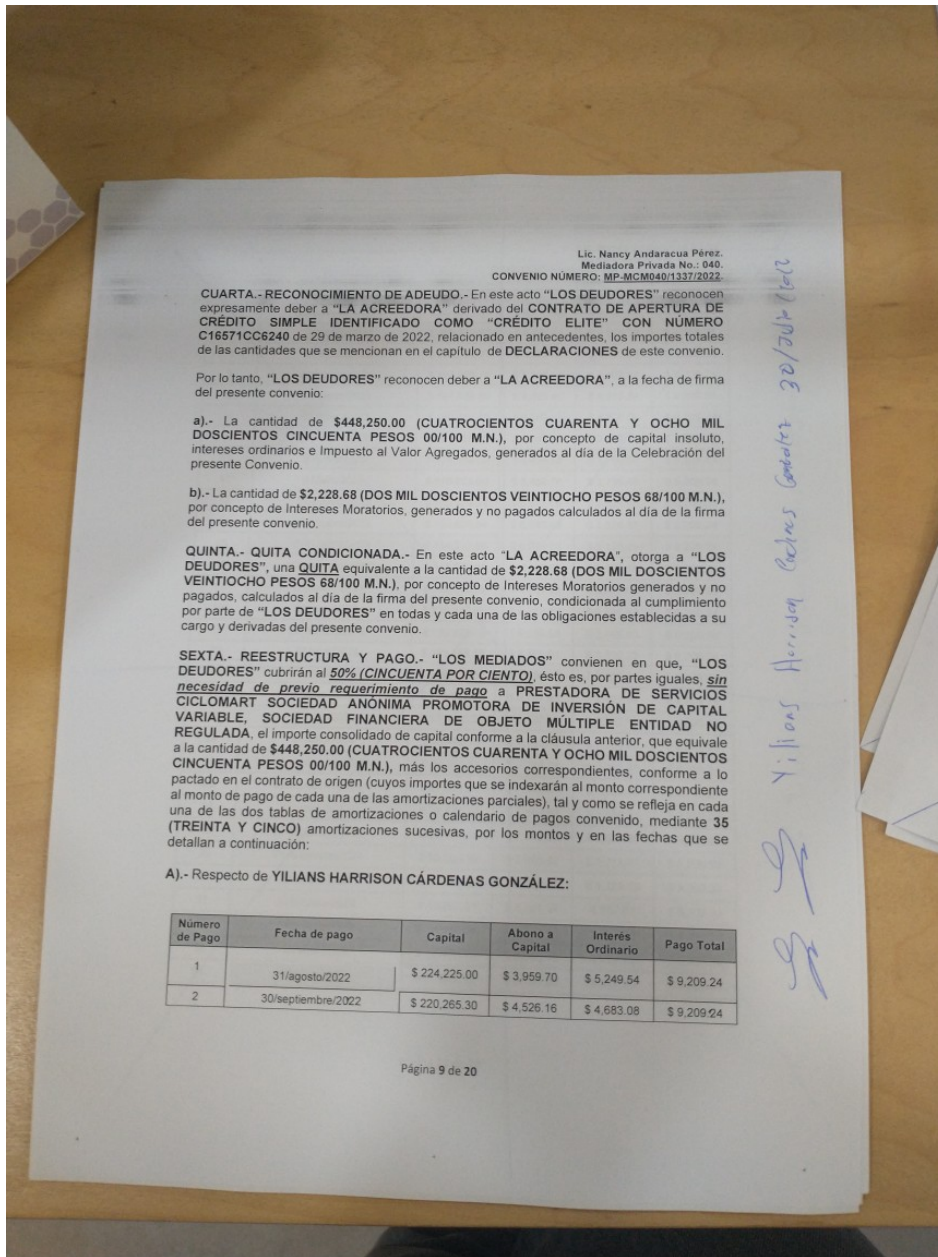 Lic. Nancy Andaracua Pérez.
Mediadora Privada No.: 040.
CONVENIO NÚMERO: MP-MCM040/1337/2022.
CUARTA.- RECONOCIMIENTO DE ADEUDO.- En este acto “LOS DEUDORES” reconocen
expresamente deber a “LA ACREEDORA” derivado del CONTRATO DE APERTURA DE
CRÉDITO SIMPLE IDENTIFICADO COMO “CRÉDITO ELITE” CON NÚMERO
C16571CC6240 de 29 de marzo de 2022, relacionado en antecedentes, los importes totales
de las cantidades que se mencionan en el capítulo de DECLARACIONES de este convenio.
Por lo tanto, “LOS DEUDORES” reconocen deber a “LA ACREEDORA”, a la fecha de firma
del presente convenio:
a).- La cantidad de $448,250.00 (CUATROCIENTOS CUARENTA Y OCHO MIL
DOSCIENTOS CINCUENTA PESOS 00/100 M.N.), por concepto de capital insoluto,
intereses ordinarios e Impuesto al Valor Agregados, generados al día de la Celebración del
presente Convenio.
b).- La cantidad de $2,228.68 (DOS MIL DOSCIENTOS VEINTIOCHO PESOS 68/100 M.N.),
por concepto de Intereses Moratorios, generados y no pagados calculados al día de la firma
del presente convenio.
QUINTA.- QUITA CONDICIONADA.- En este acto “LA ACREEDORA”, otorga a “LOS
DEUDORES”, una QUITA equivalente a la cantidad de $2,228.68 (DOS MIL DOSCIENTOS
VEINTIOCHO PESOS 68/100 M.N.), por concepto de Intereses Moratorios generados y no
pagados, calculados al día de la firma del presente convenio, condicionada al cumplimiento
por parte de “LOS DEUDORES” en todas y cada una de las obligaciones establecidas a su
cargo y derivadas del presente convenio.
SEXTA.- REESTRUCTURA Y PAGO.- “LOS MEDIADOS” convienen en que, “LOS
DEUDORES” cubrirán al 50% (CINCUENTA POR CIENTO), ésto es, por partes iguales, sin
necesidad de previo requerimiento de pago a PRESTADORA DE SERVICIOS
CICLOMART SOCIEDAD ANÓNIMA PROMOTORA DE INVERSIÓN DE CAPITAL
VARIABLE, SOCIEDAD FINANCIERA DE OBJETO MÚLTIPLE ENTIDAD NO
REGULADA, el importe consolidado de capital conforme a la cláusula anterior, que equivale
a la cantidad de $448,250.00 (CUATROCIENTOS CUARENTA Y OCHO MIL DOSCIENTOS
CINCUENTA PESOS 00/100 M.N.), más los accesorios correspondientes, conforme a lo
pactado en el contrato de origen (cuyos importes que se indexarán al monto correspondiente
al monto de pago de cada una de las amortizaciones parciales), tal y como se refleja en cada
una de las dos tablas de amortizaciones o calendario de pagos convenido, mediante 35
(TREINTA Y CINCO) amortizaciones sucesivas, por los montos y en las fechas que se
detallan a continuación:
A).- Respecto de YILIANS HARRISON CÁRDENAS GONZÁLEZ:
Número de Pago Fecha de pago Capital Abono a Capital Interés Ordinario Pago Total
1 31/agosto/2022 $ 224,225.00 $ 3,959.70 $ 5,249.54 $ 9,209.24
2 30/septiembre/2022 $ 220,265.30 $ 4,526.16 $ 4,683.08 $ 9,209.24
Página 9 de 20
Yilians Harrison González 30/Julio/2022